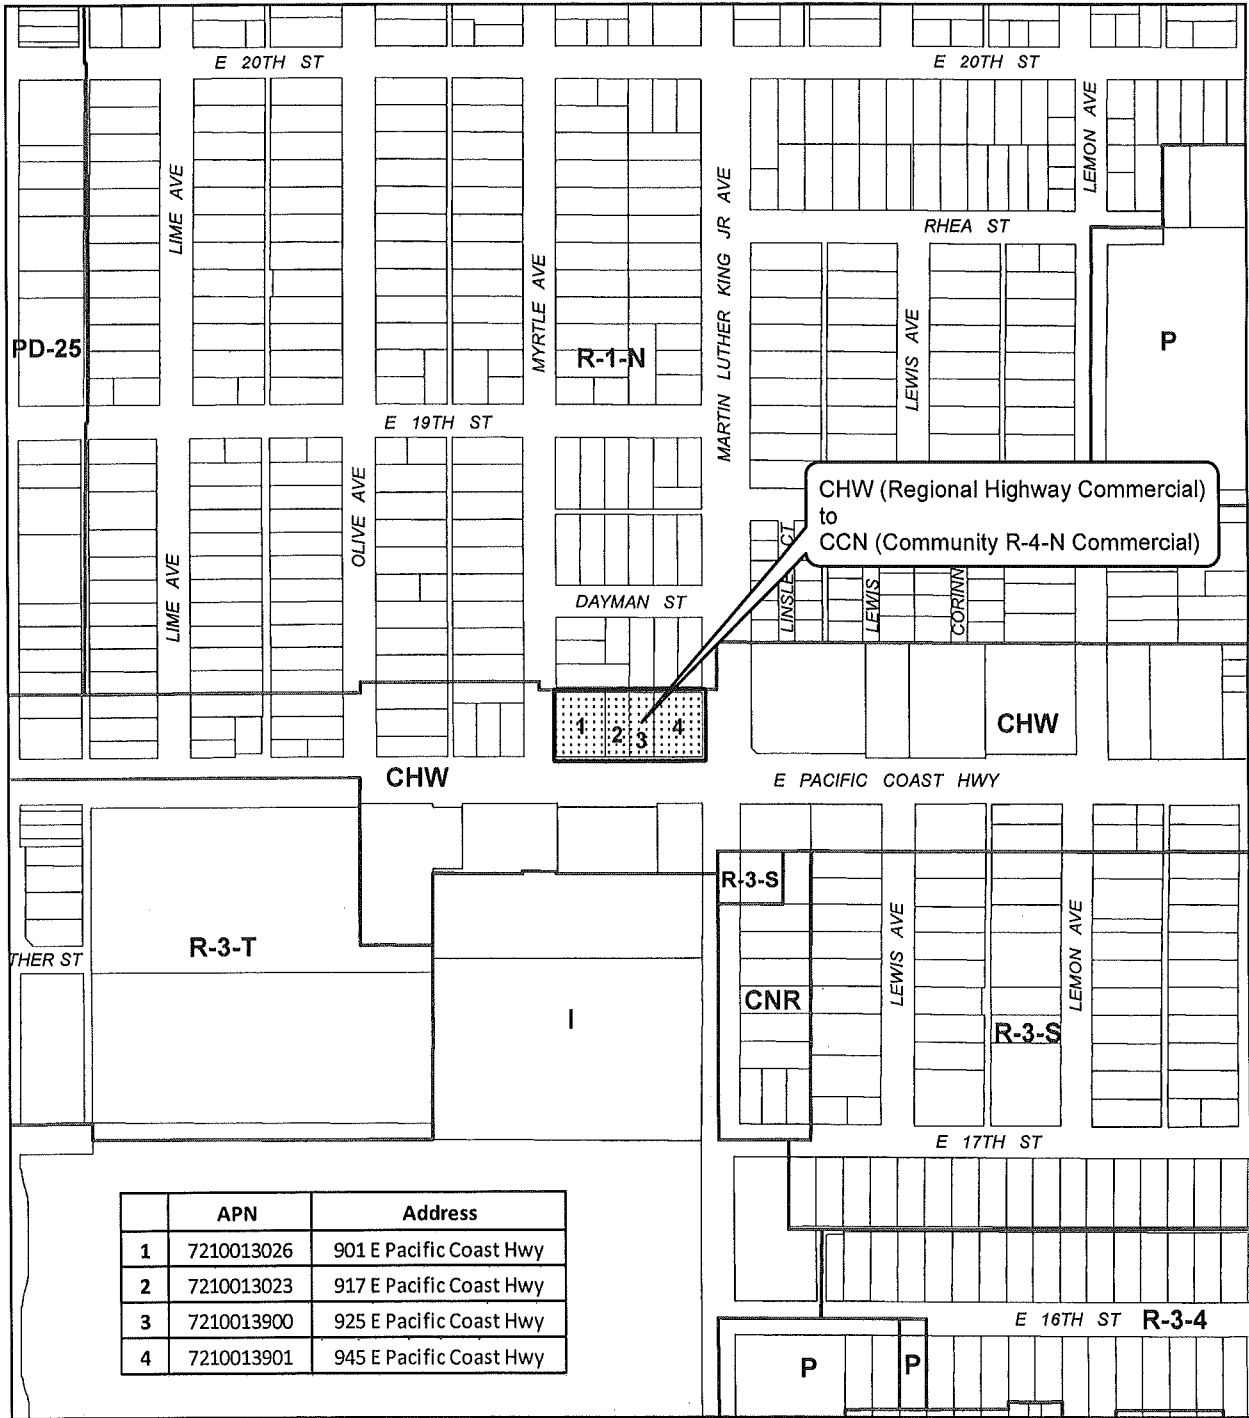 E 20TH ST
E 20TH ST
LIME AVE
MYRTLE AVE
MARTIN LUTHER KING JR AVE
LEMON AVE
RHEA ST
LEWIS AVE
PD-25
R-1-N
P
E 19TH ST
OLIVE AVE
CHW (Regional Highway Commercial)
to
CCN (Community R-4-N Commercial)
LIME AVE
DAYMAN ST
CT
LEWIS
CORINN
1
2
3
4
CHW
CHW
E PACIFIC COAST HWY
R-3-S
R-3-T
THER ST
LEWIS AVE
LEMON AVE
CNR
I
R-3-S
E 17TH ST
APN Address
1 7210013026 901 E Pacific Coast Hwy
2 7210013023 917 E Pacific Coast Hwy
3 7210013900 925 E Pacific Coast Hwy
4 7210013901 945 E Pacific Coast Hwy
E 16TH ST
R-3-4
P
P